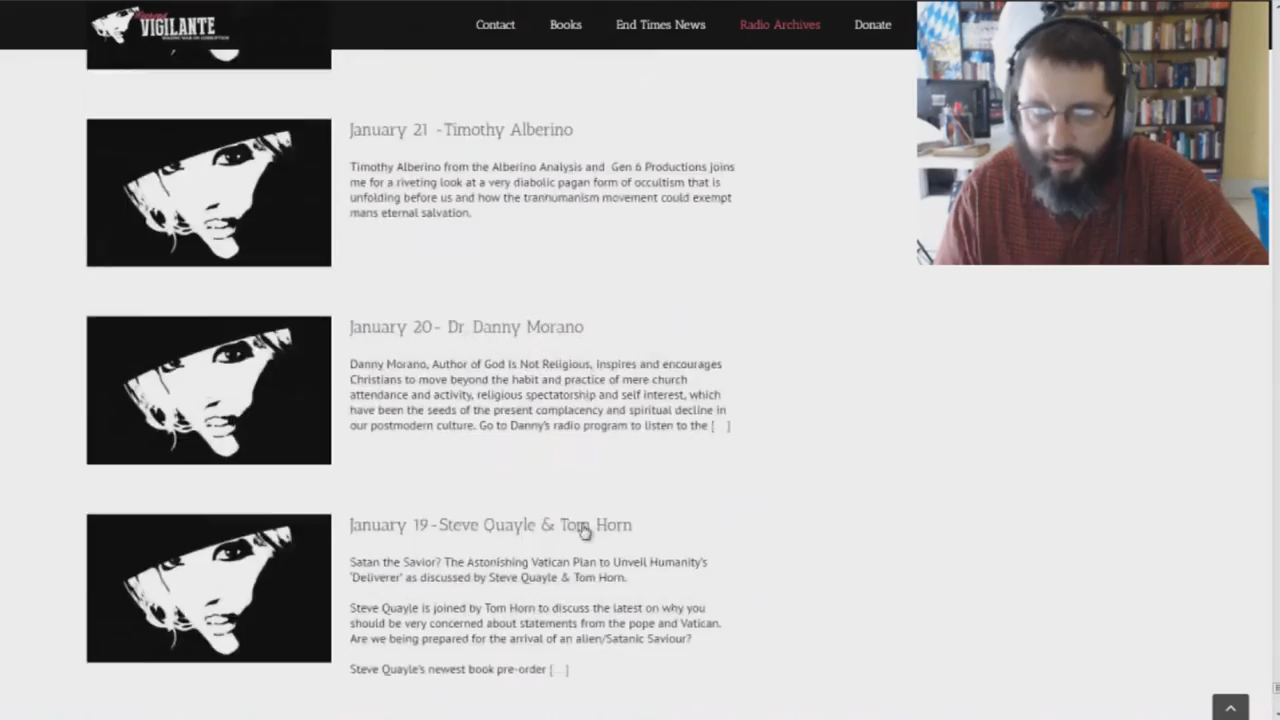 VIGILANTE
Contact Books End Times News Radio Archives Donate
January 21 -Timothy Alberino
Timothy Alberino from the Alberino Analysis and Gen 6 Productions joins
me for a riveting look at a very diabolic pagan form of occultism that is
unfolding before us and how the tranhumanism movement could exempt
mans eternal salvation.
January 20- Dr. Danny Morano
Danny Morano, Author of God Is Not Religious, inspires and encourages
Christians to move beyond the habit and practice of mere church
attendance and activity, religious spectatorship and self interest, which
have been the seeds of the present complacency and spiritual decline in
our postmodern culture. Go to Danny's radio program to listen to the [...]
January 19-Steve Quayle & Tom Horn
Satan the Savior? The Astonishing Vatican Plan to Unveil Humanity's
'Deliverer' as discussed by Steve Quayle & Tom Horn.
Steve Quayle is joined by Tom Horn to discuss the latest on why you
should be very concerned about statements from the pope and Vatican.
Are we being prepared for the arrival of an alien/Satanic Saviour?
Steve Quayle's newest book pre-order [...]